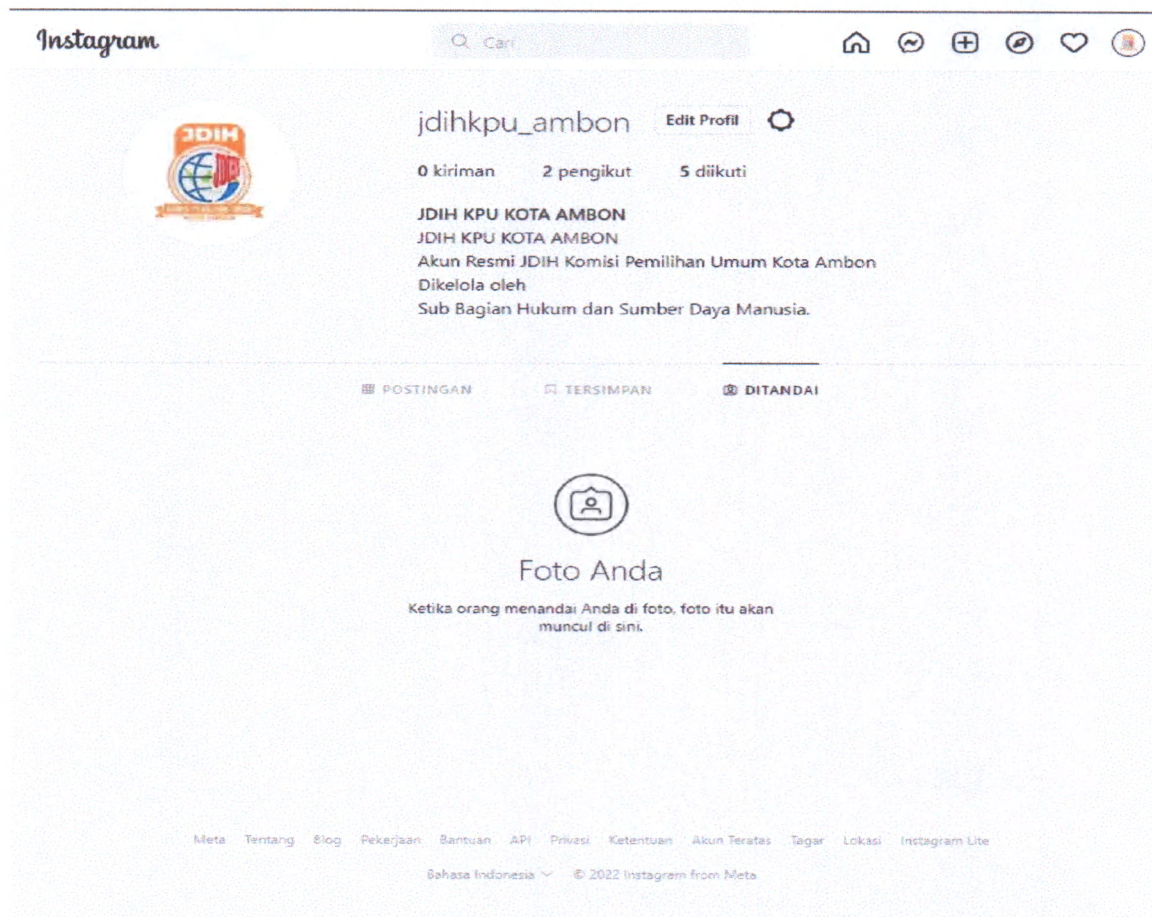 Instagram
Cari
jdihkpu_ambon Edit Profil
JDIH
0 kiriman 2 pengikut 5 diikuti
JDIH KPU KOTA AMBON
JDIH KPU KOTA AMBON
Akun Resmi JDIH Komisi Pemilihan Umum Kota Ambon
Dikelola oleh
Sub Bagian Hukum dan Sumber Daya Manusia.
POSTINGAN TERSIMPAN DITANDAI
Foto Anda
Ketika orang menandai Anda di foto, foto itu akan
muncul di sini.
Meta Tentang Blog Pekerjaan Bantuan API Privasi Ketentuan Akun Teratas Tagar Lokasi Instagram Lite
Bahasa Indonesia © 2022 Instagram from Meta